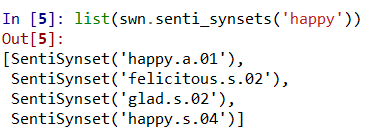 In [5]: list(swn.senti_synsets('happy'))
Out[5]:
[SentiSynset('happy.a.01'),
 SentiSynset('felicitous.s.02'),
 SentiSynset('glad.s.02'),
 SentiSynset('happy.s.04')]